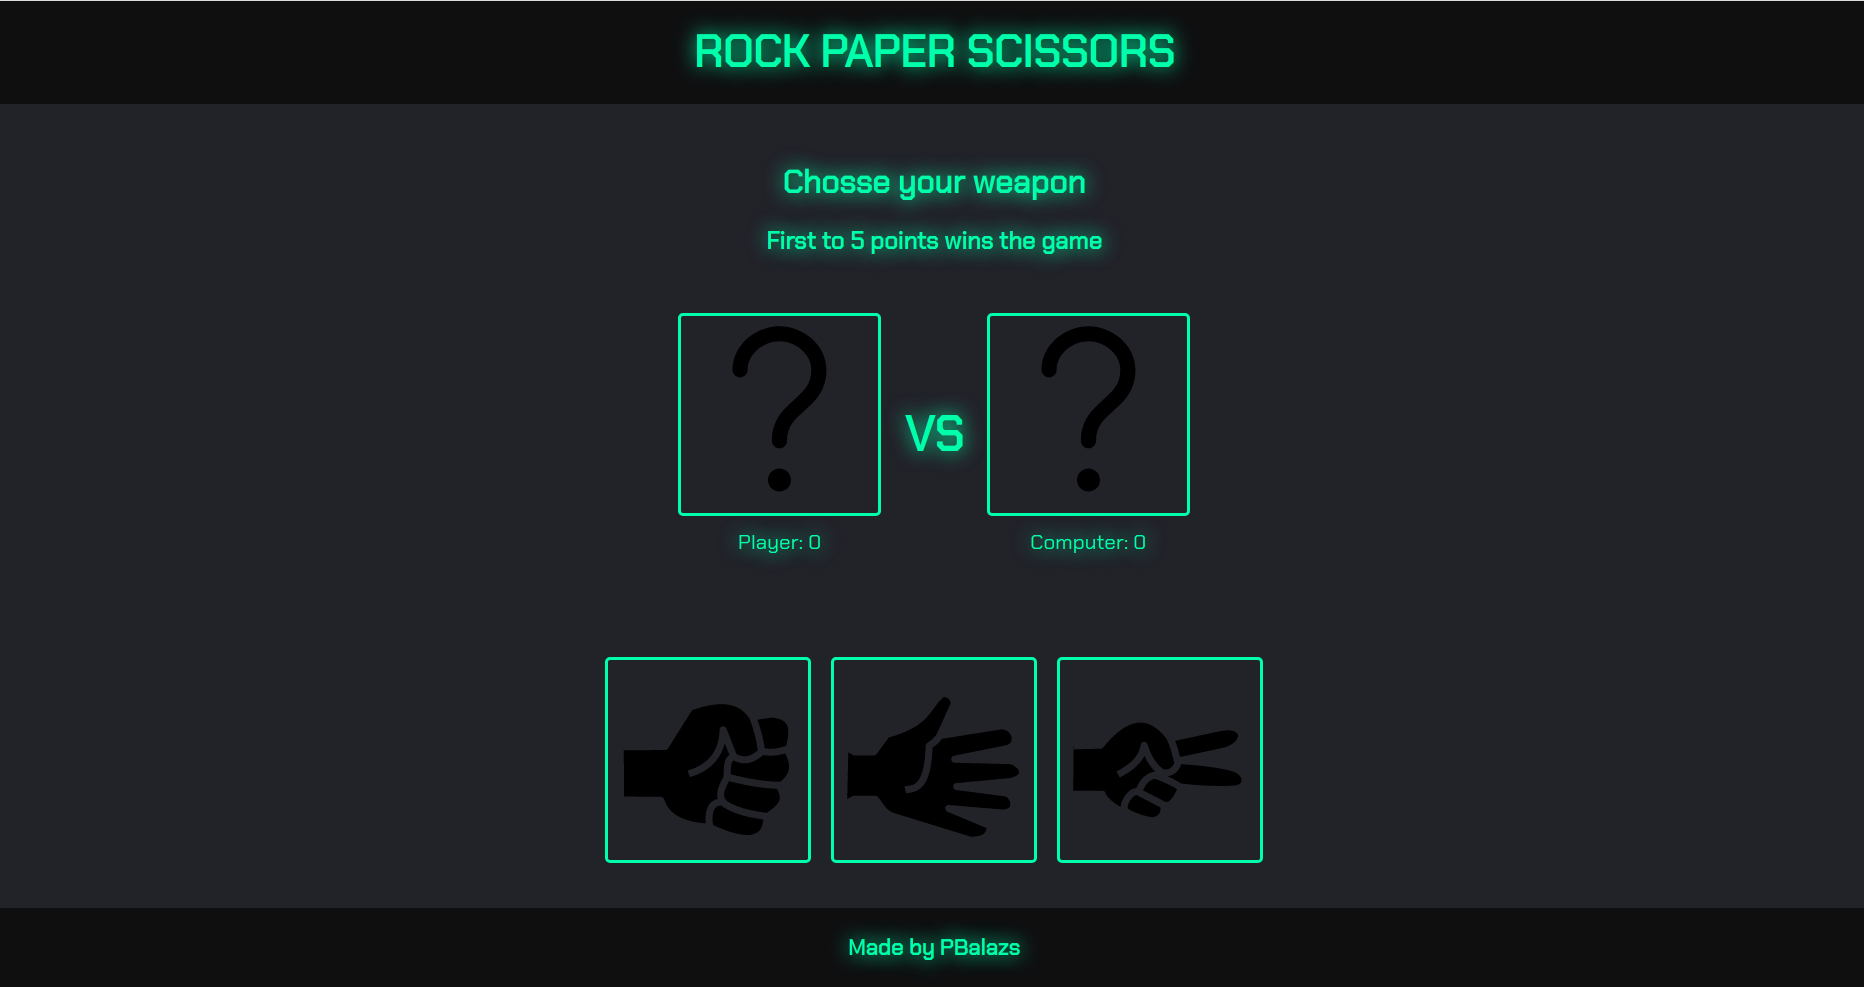 ROCK PAPER SCISSORS
Chosse your weapon
First to 5 points wins the game
?
VS
?
Player: 0
Computer: 0
Made by PBalazs